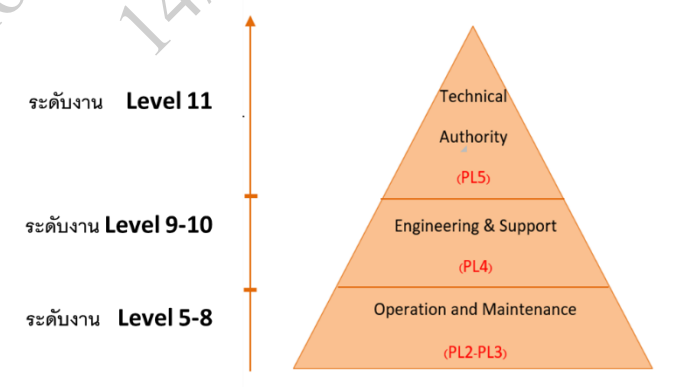 14
ระดับงาน Level 11
Technical
Authority
(PL5)
ระดับงาน Level 9-10
Engineering & Support
(PL4)
ระดับงาน Level 5-8
Operation and Maintenance
(PL2-PL3)